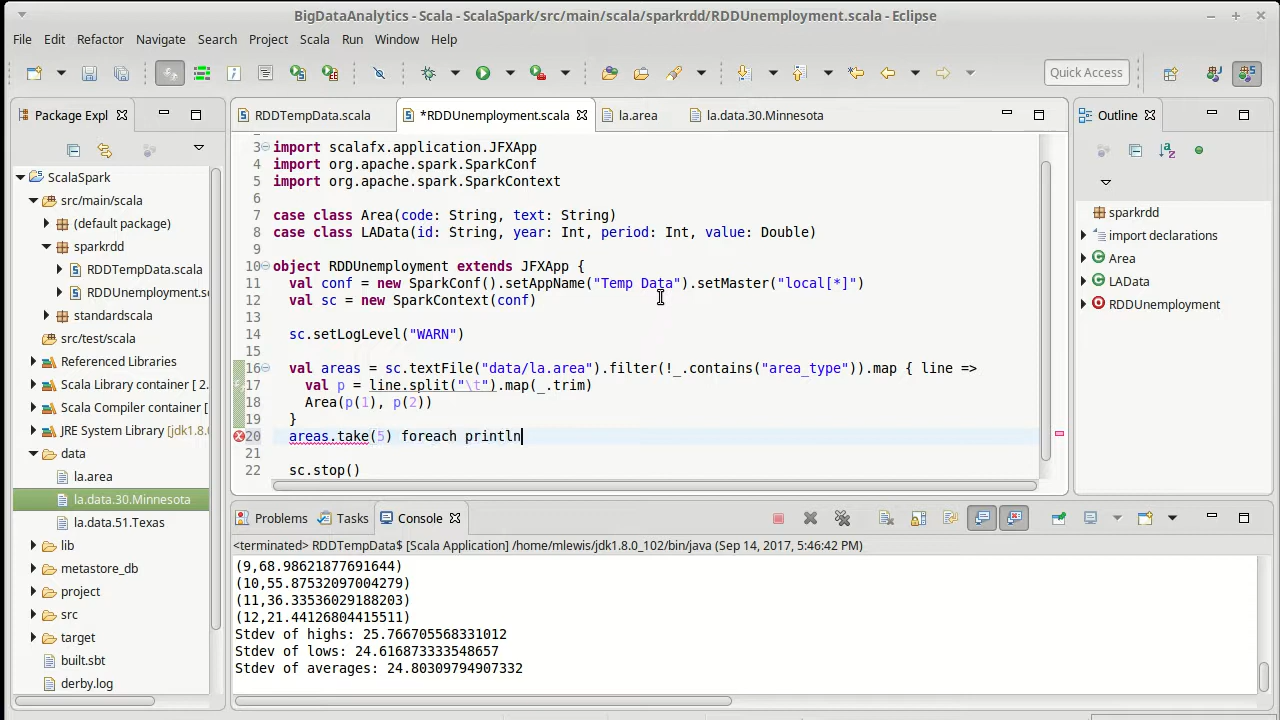 BigDataAnalytics - Scala - ScalaSpark/src/main/scala/sparkrdd/RDDUnemployment.scala - Eclipse
File Edit Refactor Navigate Search Project Scala Run Window Help
Quick Access
Package Expl
RDDTempData.scala *RDDUnemployment.scala la.area la.data.30.Minnesota
Outline
ScalaSpark
src/main/scala
(default package)
sparkrdd
RDDTempData.scala
RDDUnemployment.sc
standardscala
src/test/scala
Referenced Libraries
Scala Library container [ 2.
Scala Compiler container [
JRE System Library [jdk1.8.0
data
la.area
la.data.30.Minnesota
la.data.51.Texas
lib
metastore_db
project
src
target
built.sbt
derby.log
3 import scalafx.application.JFXApp
4 import org.apache.spark.SparkConf
5 import org.apache.spark.SparkContext
6
7 case class Area(code: String, text: String)
8 case class LAData(id: String, year: Int, period: Int, value: Double)
9
10 object RDDUnemployment extends JFXApp {
11 val conf = new SparkConf().setAppName("Temp Data").setMaster("local[*]")
12 val sc = new SparkContext(conf)
13
14 sc.setLogLevel("WARN")
15
16 val areas = sc.textFile("data/la.area").filter(!_.contains("area_type")).map { line =>
17 val p = line.split("\t").map(_.trim)
18 Area(p(1), p(2))
19 }
20 areas.take(5) foreach println
21
22 sc.stop()
sparkrdd
import declarations
Area
LAData
RDDUnemployment
Problems Tasks Console
<terminated> RDDTempData$ [Scala Application] /home/mlewis/jdk1.8.0_102/bin/java (Sep 14, 2017, 5:46:42 PM)
(9,68.98621877691644)
(10,55.87532097004279)
(11,36.33536029188203)
(12,21.44126804415511)
Stdev of highs: 25.766705568331012
Stdev of lows: 24.616873333548657
Stdev of averages: 24.80309794907332